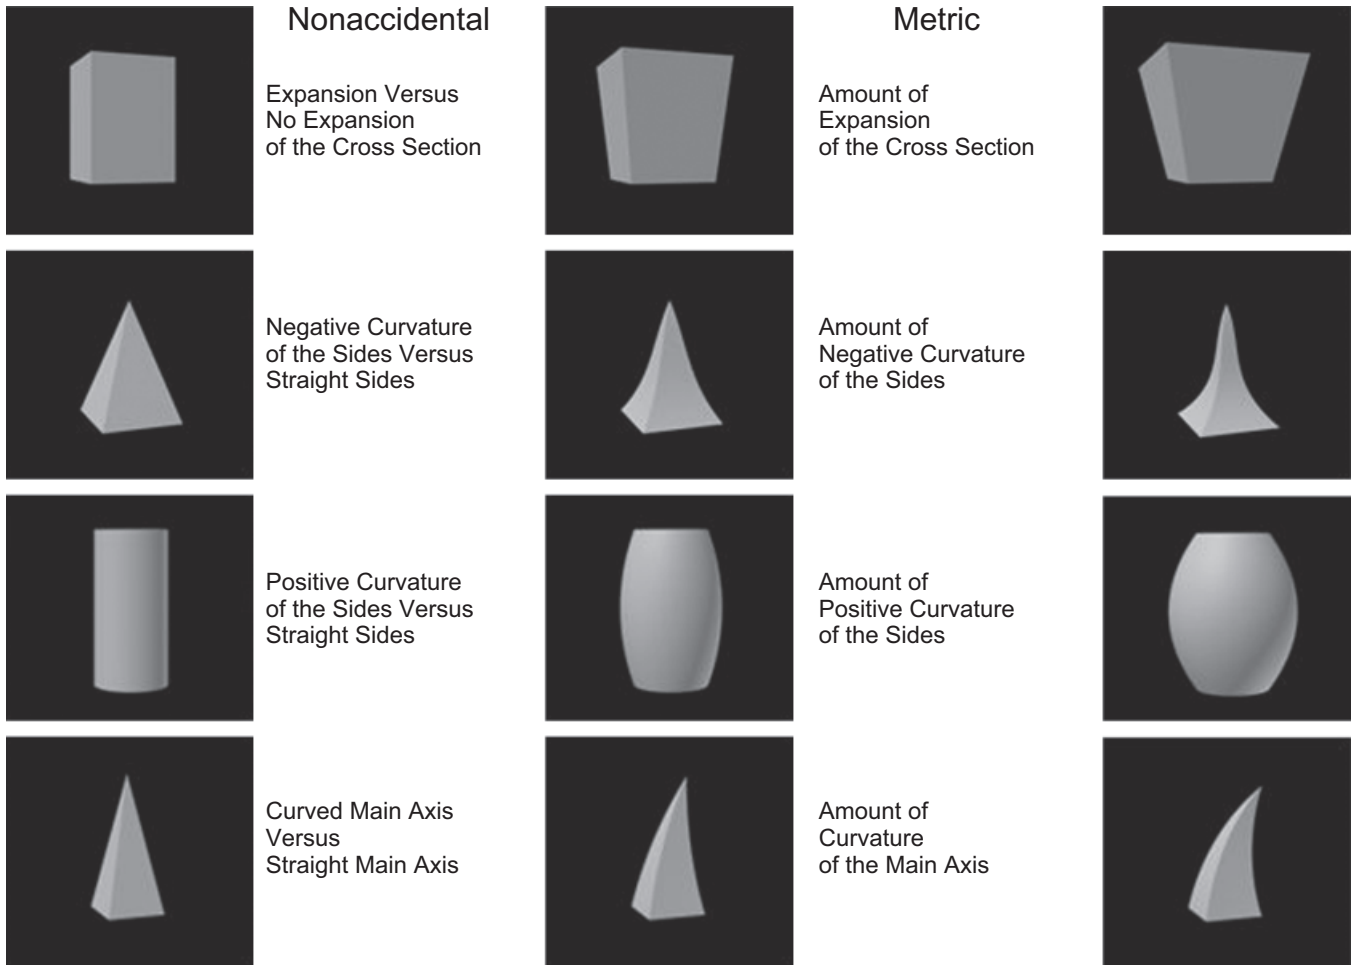 Nonaccidental
Metric
Expansion Versus
No Expansion
of the Cross Section
Amount of
Expansion
of the Cross Section
Negative Curvature
of the Sides Versus
Straight Sides
Amount of
Negative Curvature
of the Sides
Positive Curvature
of the Sides Versus
Straight Sides
Amount of
Positive Curvature
of the Sides
Curved Main Axis
Versus
Straight Main Axis
Amount of
Curvature
of the Main Axis